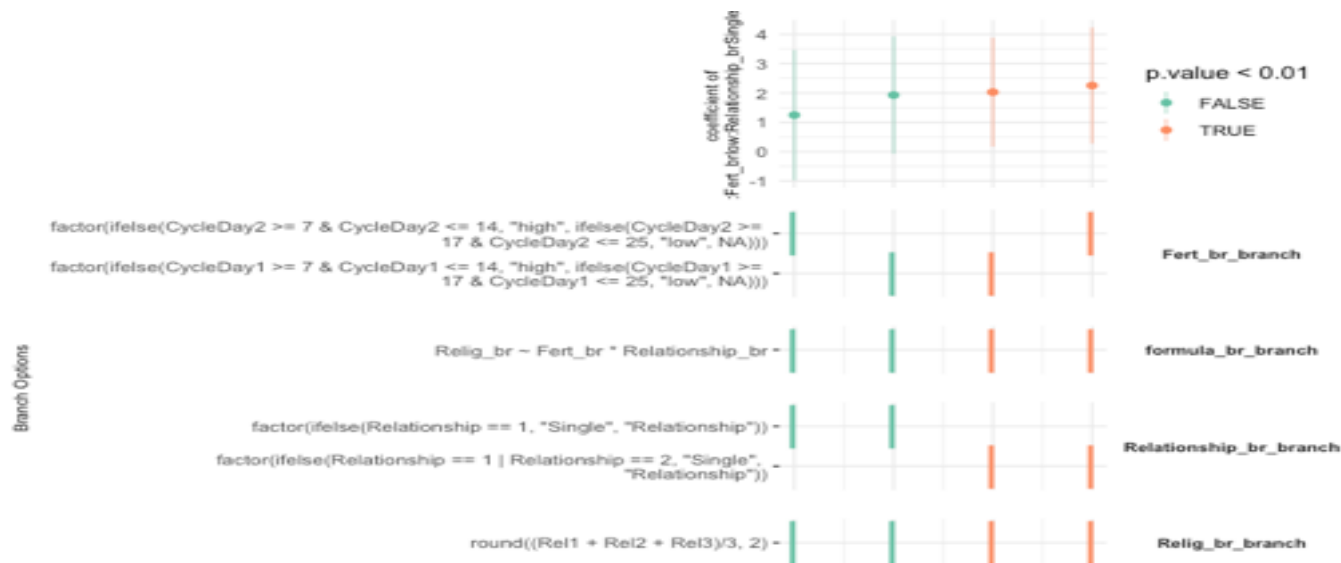 coefficient of
:Fert_brlow:Relationship_brSingle
4
3
2
1
0
-1
p.value < 0.01
FALSE
TRUE
factor(ifelse(CycleDay2 >= 7 & CycleDay2 <= 14, "high", ifelse(CycleDay2 >=
17 & CycleDay2 <= 25, "low", NA)))
factor(ifelse(CycleDay1 >= 7 & CycleDay1 <= 14, "high", ifelse(CycleDay1 >=
17 & CycleDay1 <= 25, "low", NA)))
Fert_br_branch
Relig_br ~ Fert_br * Relationship_br
formula_br_branch
Branch Options
factor(ifelse(Relationship == 1, "Single", "Relationship"))
factor(ifelse(Relationship == 1 | Relationship == 2, "Single",
"Relationship"))
Relationship_br_branch
round((Rel1 + Rel2 + Rel3)/3, 2)
Relig_br_branch